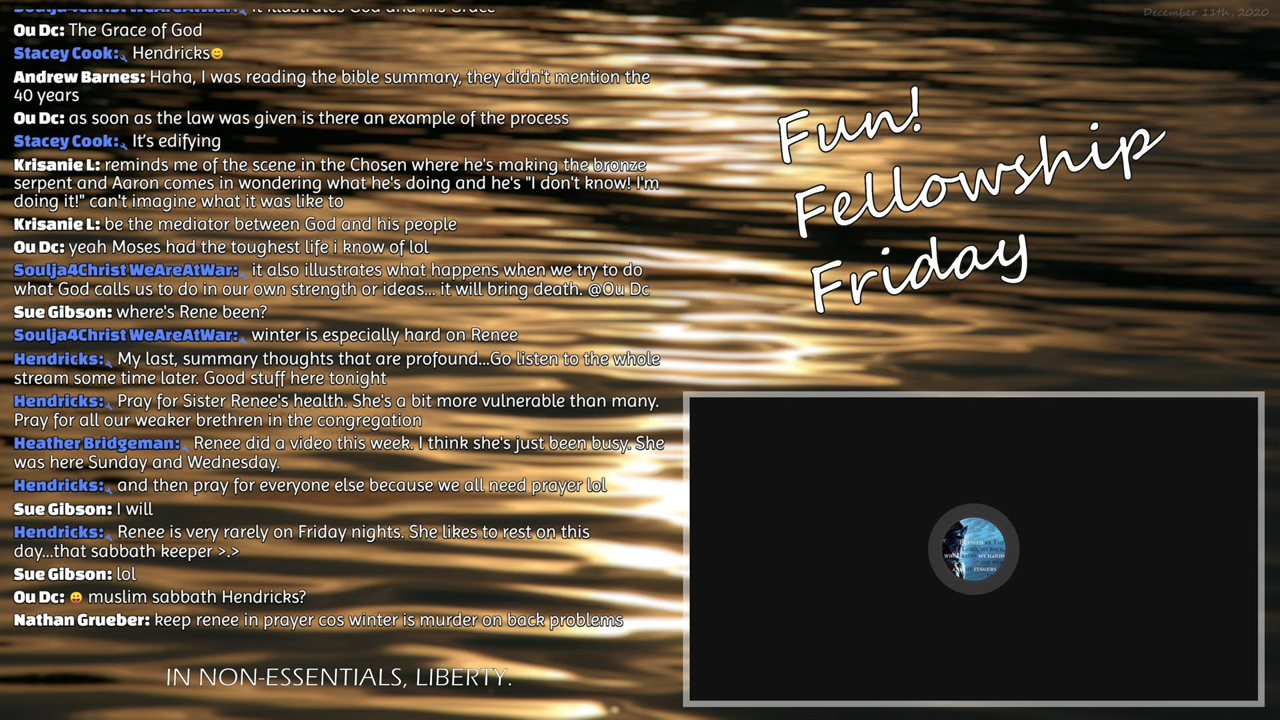 Soulja4Christ WeAreAtWar: it illustrates God and His Grace
Ou Dc: The Grace of God
Stacey Cook: Hendricks😊
Andrew Barnes: Haha, I was reading the bible summary, they didn't mention the
40 years
Ou Dc: as soon as the law was given is there an example of the process
Stacey Cook: It's edifying
Krisanie L: reminds me of the scene in the Chosen where he's making the bronze
serpent and Aaron comes in wondering what he's doing and he's "I don't know! I'm
doing it!" can't imagine what it was like to
Krisanie L: be the mediator between God and his people
Ou Dc: yeah Moses had the toughest life i know of lol
Soulja4Christ WeAreAtWar: it also illustrates what happens when we try to do
what God calls us to do in our own strength or ideas... it will bring death. @Ou Dc
Sue Gibson: where's Rene been?
Soulja4Christ WeAreAtWar: winter is especially hard on Renee
Hendricks: My last, summary thoughts that are profound...Go listen to the whole
stream some time later. Good stuff here tonight
Hendricks: Pray for Sister Renee's health. She's a bit more vulnerable than many.
Pray for all our weaker brethren in the congregation
Heather Bridgeman: Renee did a video this week. I think she's just been busy. She
was here Sunday and Wednesday.
Hendricks: and then pray for everyone else because we all need prayer lol
Sue Gibson: I will
Hendricks: Renee is very rarely on Friday nights. She likes to rest on this
day...that sabbath keeper >.>
Sue Gibson: lol
Ou Dc: 😛 muslim sabbath Hendricks?
Nathan Grueber: keep renee in prayer cos winter is murder on back problems
IN NON-ESSENTIALS, LIBERTY.
December 11th, 2020
Fun!
Fellowship
Friday
MY HANDS
FINGERS